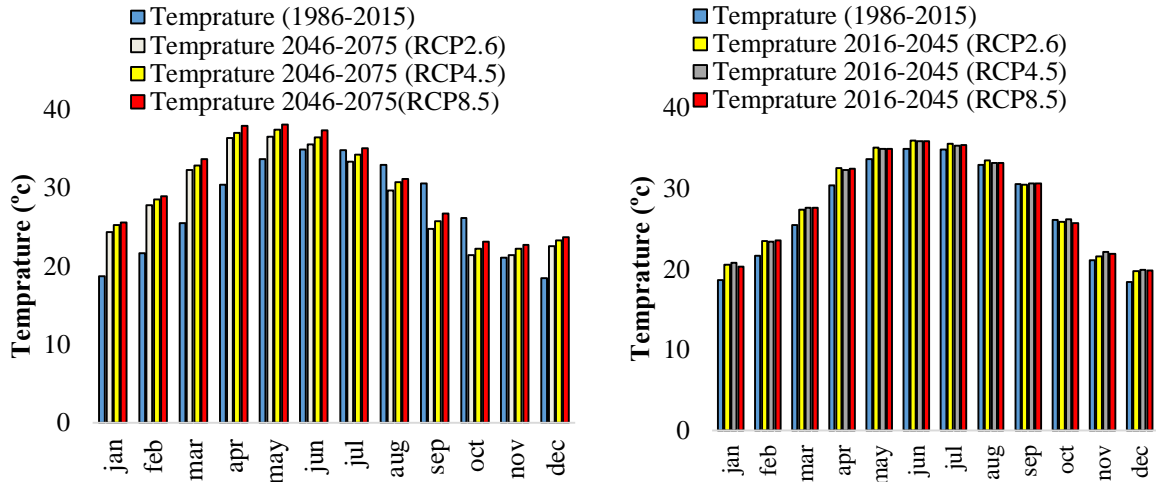 Temprature (1986-2015)
Temprature 2046-2075 (RCP2.6)
Temprature 2046-2075 (RCP4.5)
Temprature 2046-2075(RCP8.5)
40
30
20
10
0
Temprature (°c)
jan
feb
mar
apr
may
jun
jul
aug
sep
oct
nov
dec
Temprature (1986-2015)
Temprature 2016-2045 (RCP2.6)
Temprature 2016-2045 (RCP4.5)
Temprature 2016-2045 (RCP8.5)
40
30
20
10
0
Temprature (°c)
jan
feb
mar
apr
may
jun
jul
aug
sep
oct
nov
dec